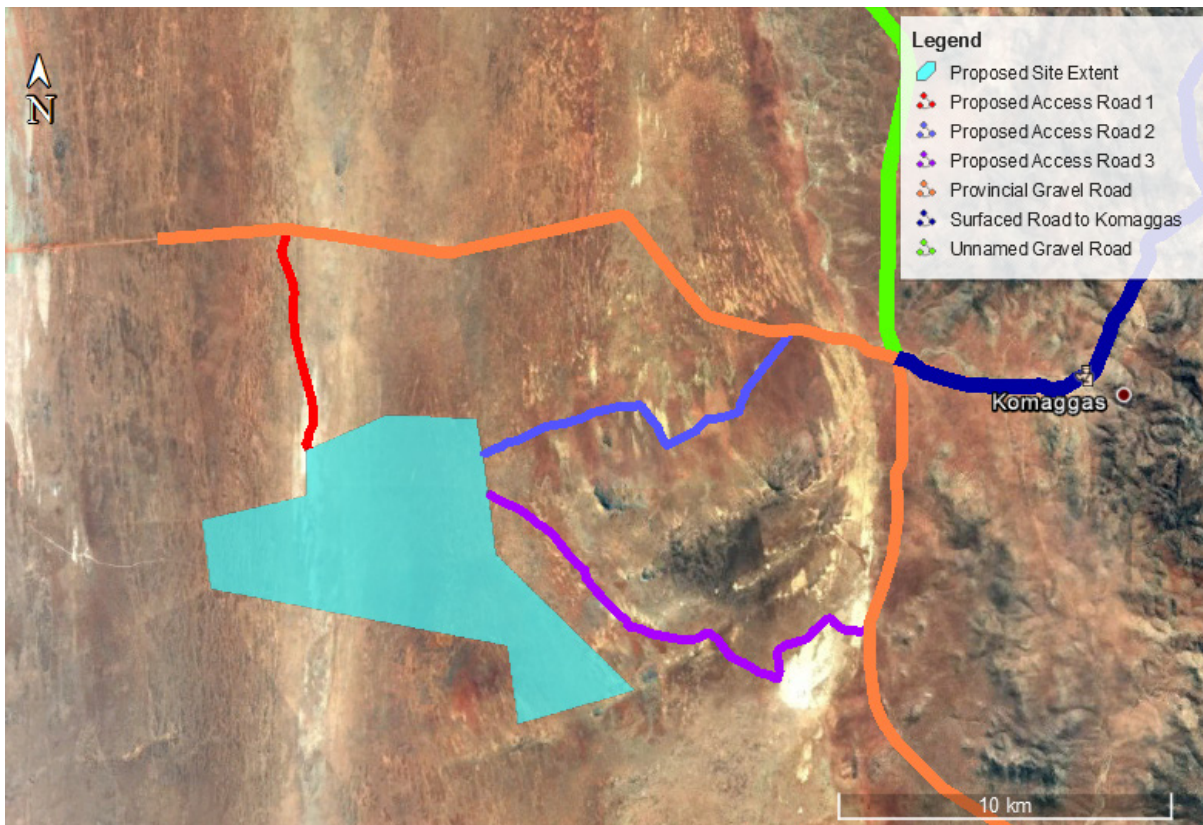 N
Legend
Proposed Site Extent
Proposed Access Road 1
Proposed Access Road 2
Proposed Access Road 3
Provincial Gravel Road
Surfaced Road to Komaggas
Unnamed Gravel Road
Komaggas
10 km